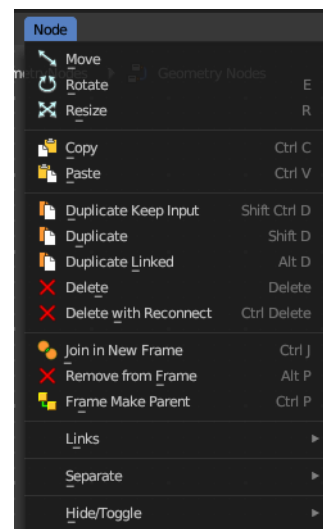 Node
Move
Geometry Nodes
Rotate E
Resize R
Copy Ctrl C
Paste Ctrl V
Duplicate Keep Input Shift Ctrl D
Duplicate Shift D
Duplicate Linked Alt D
Delete Delete
Delete with Reconnect Ctrl Delete
Join in New Frame Ctrl J
Remove from Frame Alt P
Frame Make Parent Ctrl P
Links
Separate
Hide/Toggle